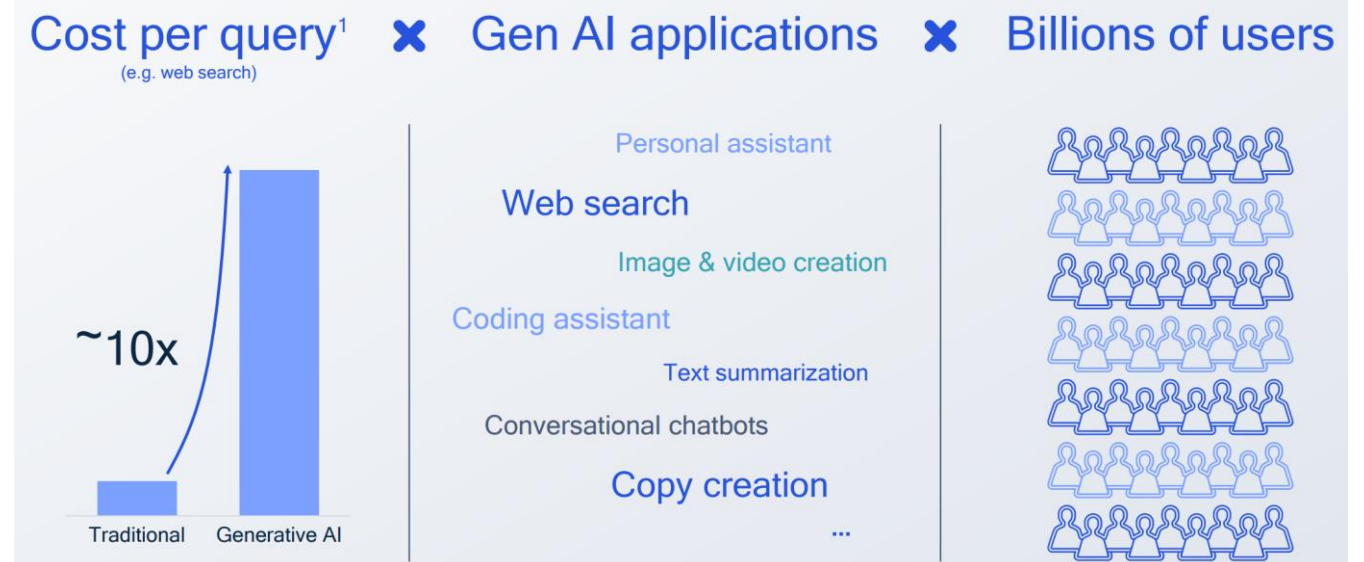 Cost per query¹ ✖ Gen AI applications ✖ Billions of users
(e.g. web search)
~10x
Traditional Generative AI
Personal assistant
Web search
Image & video creation
Coding assistant
Text summarization
Conversational chatbots
Copy creation
...